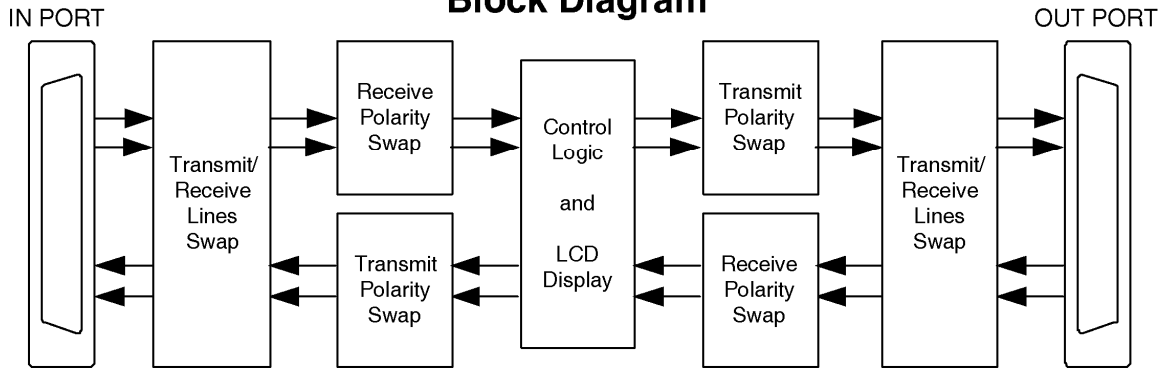 Block Diagram
IN PORT
OUT PORT
Transmit/
Receive
Lines
Swap
Receive
Polarity
Swap
Transmit
Polarity
Swap
Control
Logic
and
LCD
Display
Transmit
Polarity
Swap
Receive
Polarity
Swap
Transmit/
Receive
Lines
Swap